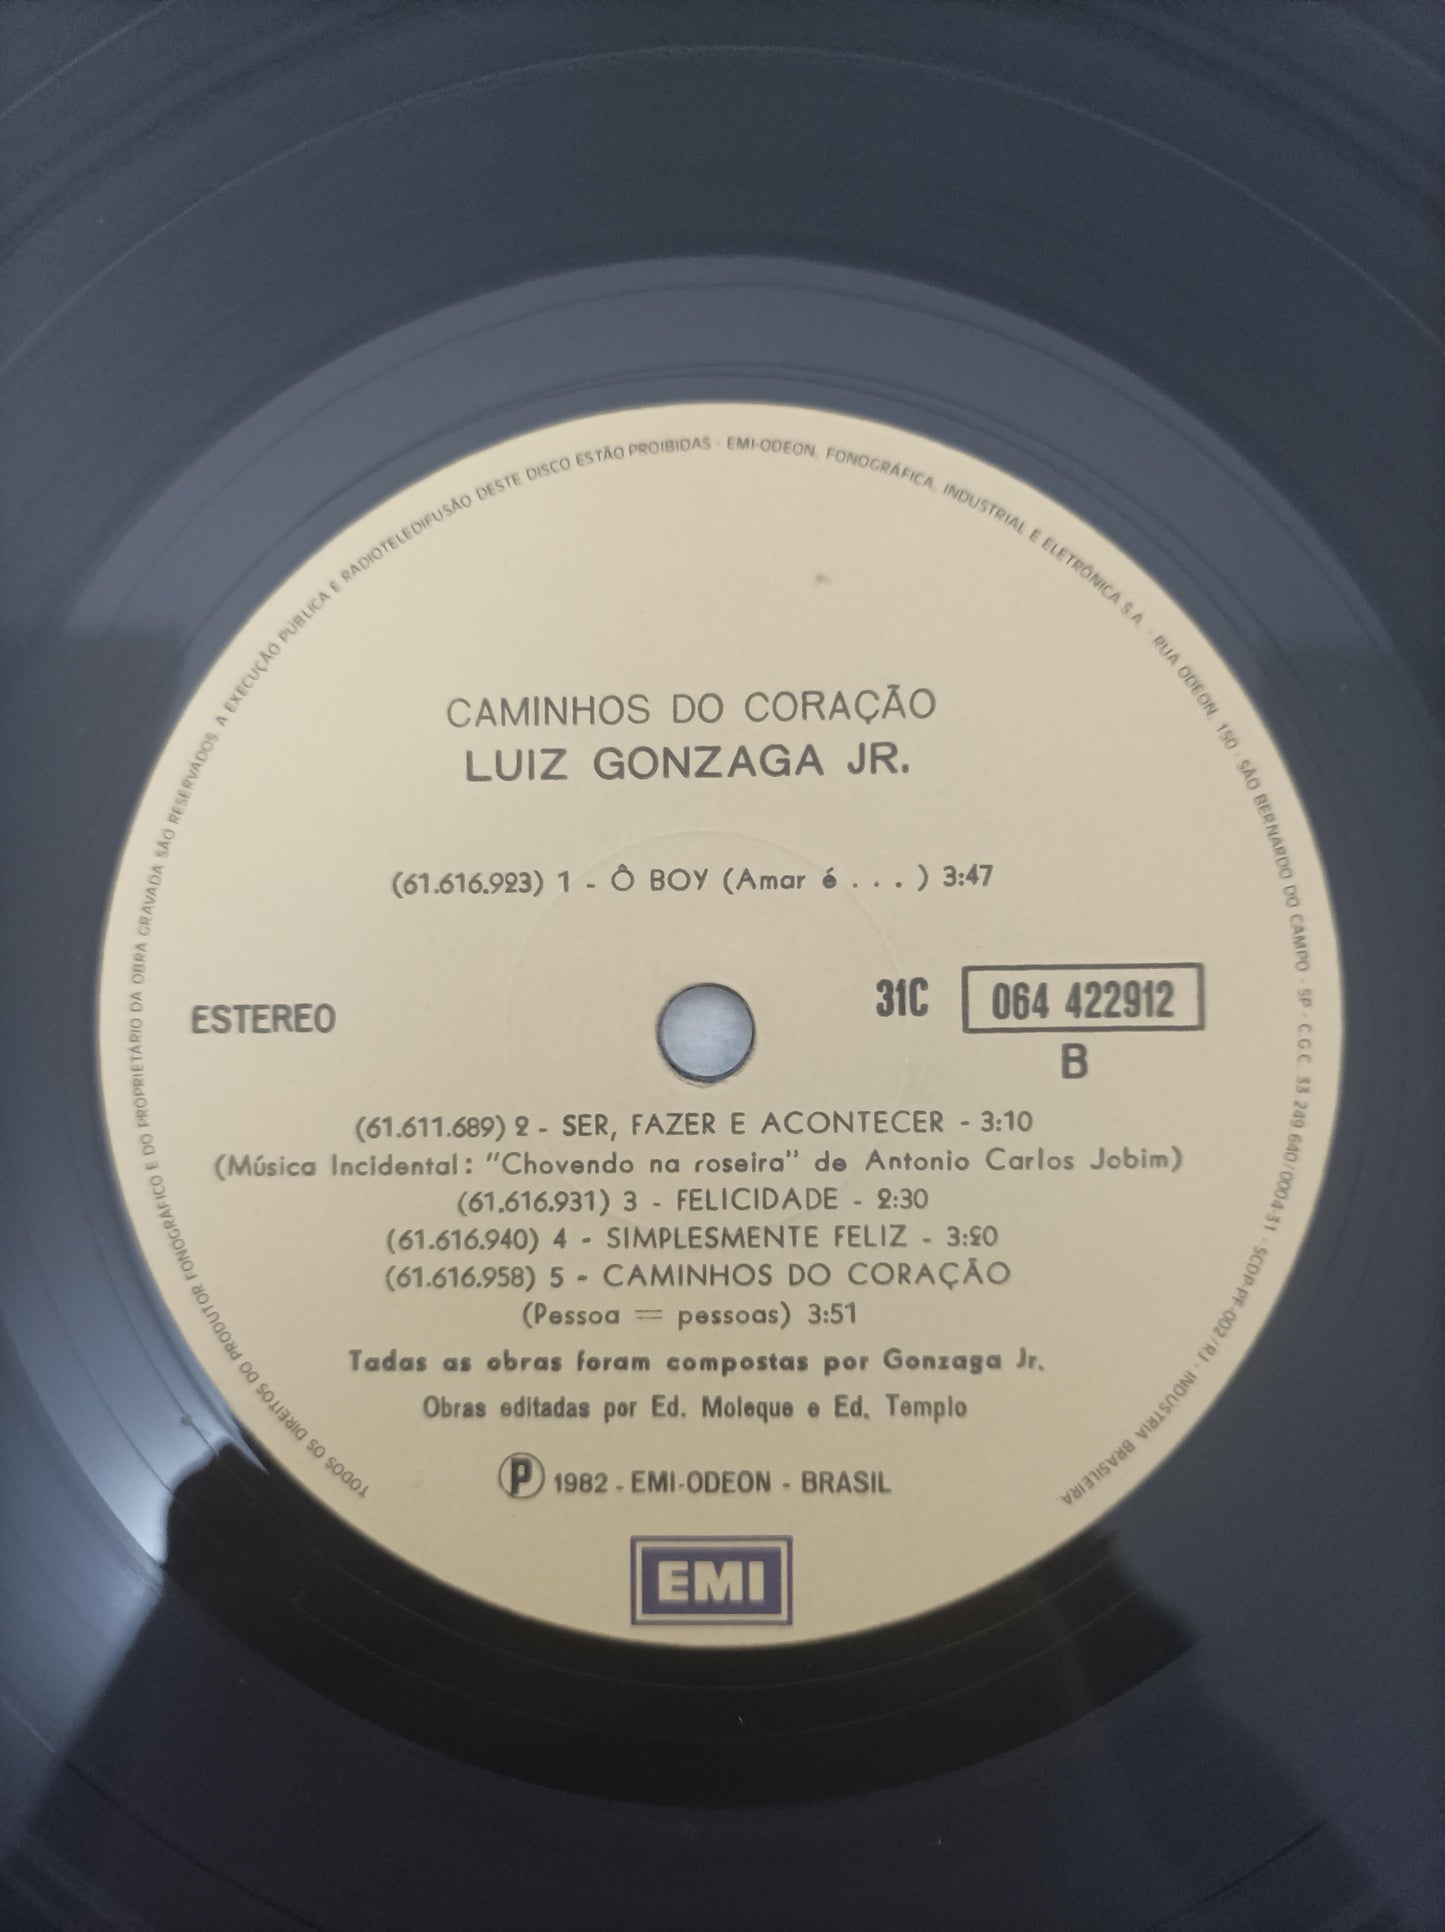 TODOS OS DIREITOS DO PRODUTOR FONOGRÁFICO E DO PROPRIETÁRIO DA OBRA GRAVADA SÃO RESERVADOS. A EXECUÇÃO PÚBLICA E RADIOTELEDIFUSÃO DESTE DISCO ESTÃO PROIBIDAS - EMI-ODEON, FONOGRÁFICA, INDUSTRIAL E ELETRÔNICA S.A. - RUA ODEON, 150 - SÃO BERNARDO DO CAMPO - SP - C.G.C. 33 249 640/0004-31 - SCDP-PF-002/RJ - INDUSTRIA BRASILEIRA
CAMINHOS DO CORAÇÃO
LUIZ GONZAGA JR.
(61.616.923) 1 - Ô BOY (Amar é . . . ) 3:47
ESTEREO
31C 064 422912
B
(61.611.689) 2 - SER, FAZER E ACONTECER - 3:10
(Música Incidental: "Chovendo na roseira" de Antonio Carlos Jobim)
(61.616.931) 3 - FELICIDADE - 2:30
(61.616.940) 4 - SIMPLESMENTE FELIZ - 3:20
(61.616.958) 5 - CAMINHOS DO CORAÇÃO
(Pessoa = pessoas) 3:51
Tadas as obras foram compostas por Gonzaga Jr.
Obras editadas por Ed. Moleque e Ed. Templo
℗ 1982 - EMI-ODEON - BRASIL
EMI